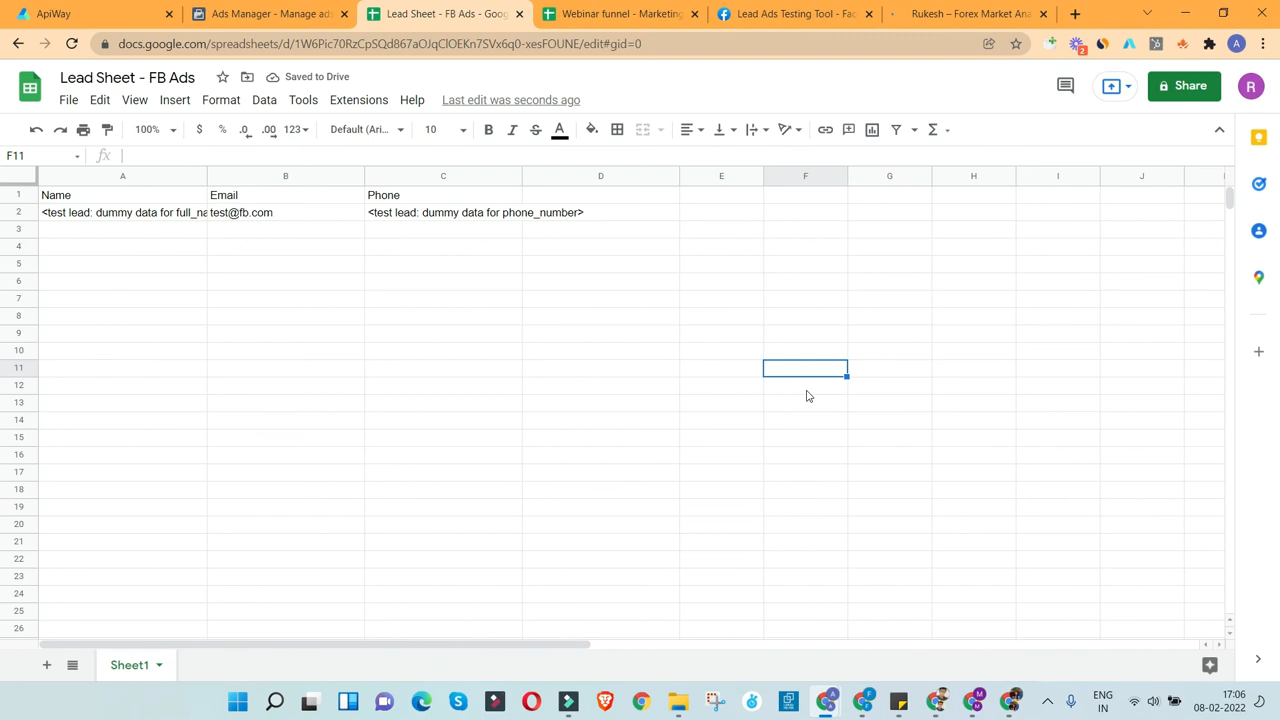 ApiWay
Ads Manager - Manage ads
Lead Sheet - FB Ads - Goog
Webinar funnel - Marketing
Lead Ads Testing Tool - Fac
Rukesh – Forex Market Ana
docs.google.com/spreadsheets/d/1W6Pic70RzCpSQd867aOJqClOEKn7SVx6q0-xesFOUNE/edit#gid=0
2
A
Lead Sheet - FB Ads
Saved to Drive
File Edit View Insert Format Data Tools Extensions Help Last edit was seconds ago
Share
R
100% $ % .0 .00 123 Default (Ari... 10 B I S A
F11 fx
A B C D E F G H I J
1 Name Email Phone
2 <test lead: dummy data for full_na test@fb.com <test lead: dummy data for phone_number>
3
4
5
6
7
8
9
10
11
12
13
14
15
16
17
18
19
20
21
22
23
24
25
26
Sheet1
ENG
IN
17:06
08-02-2022